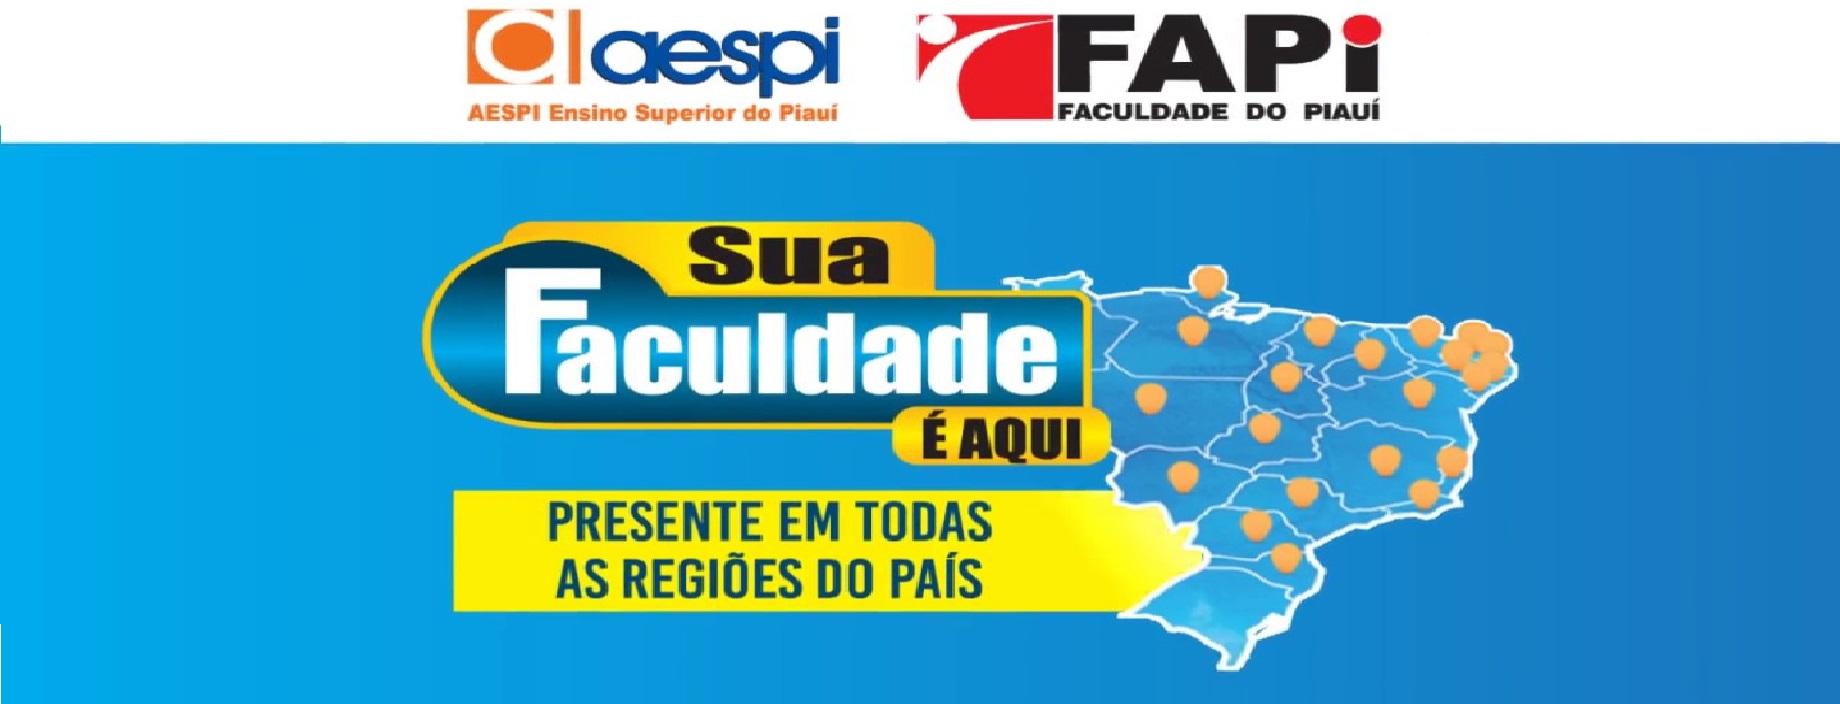 aespi
AESPI Ensino Superior do Piauí
FAPi
FACULDADE DO PIAUÍ
Sua
Faculdade
É AQUI
PRESENTE EM TODAS
AS REGIÕES DO PAÍS